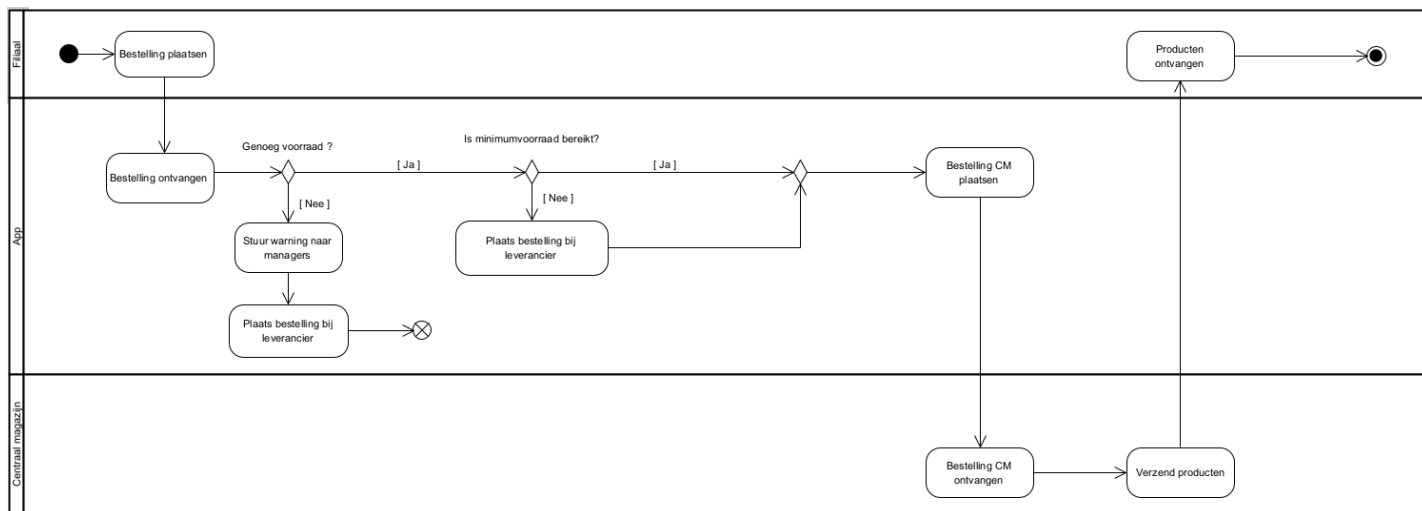 Filiaal
Bestelling plaatsen
Producten
ontvangen
App
Bestelling ontvangen
Genoeg voorraad ?
[ Ja ]
[ Nee ]
Stuur warning naar
managers
Plaats bestelling bij
leverancier
Is minimumvoorraad bereikt?
[ Ja ]
[ Nee ]
Plaats bestelling bij
leverancier
Bestelling CM
plaatsen
Centraal magazijn
Bestelling CM
ontvangen
Verzend producten